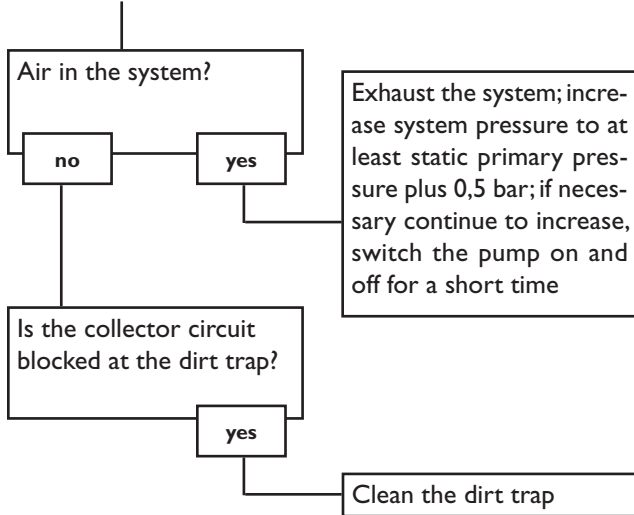 Air in the system?
no
yes
Exhaust the system; incre-
ase system pressure to at
least static primary pres-
sure plus 0,5 bar; if neces-
sary continue to increase,
switch the pump on and
off for a short time
Is the collector circuit
blocked at the dirt trap?
yes
Clean the dirt trap